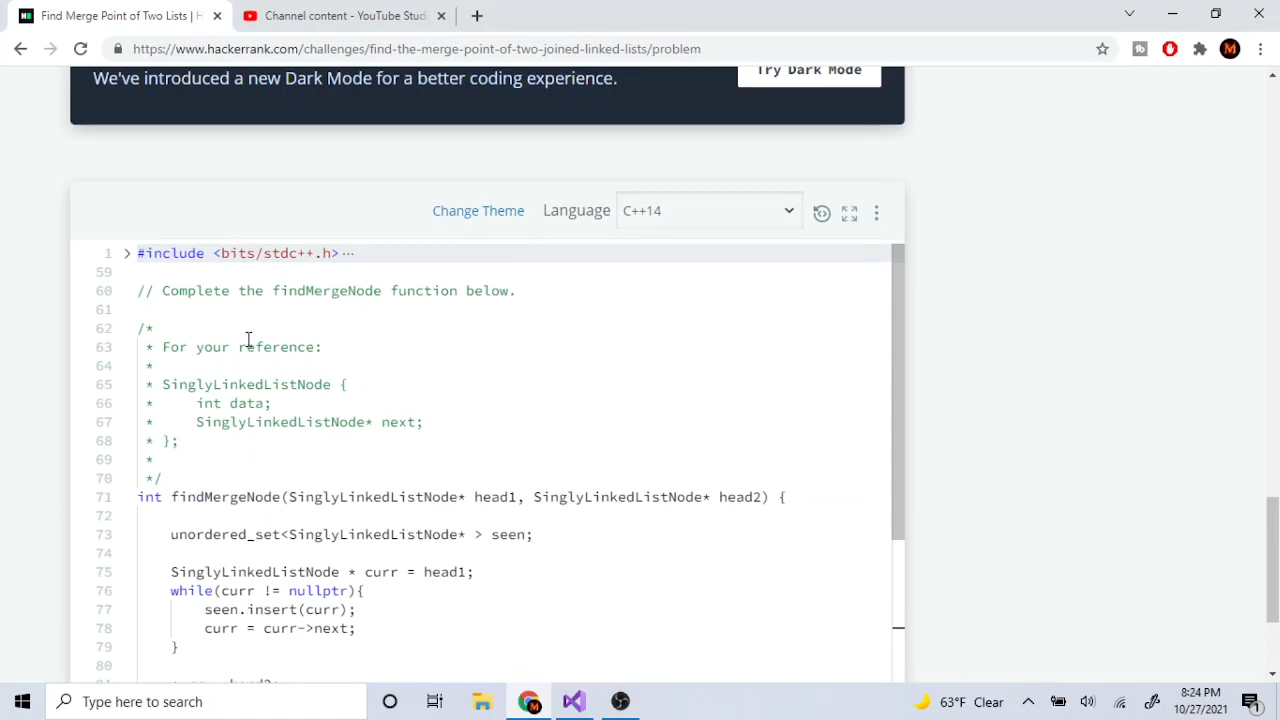 Find Merge Point of Two Lists | H
Channel content - YouTube Stud
https://www.hackerrank.com/challenges/find-the-merge-point-of-two-joined-linked-lists/problem
We've introduced a new Dark Mode for a better coding experience.
Try Dark Mode
Change Theme Language C++14
1 #include <bits/stdc++.h>
59
60 // Complete the findMergeNode function below.
61
62 /*
63 * For your reference:
64 *
65 * SinglyLinkedListNode {
66 * int data;
67 * SinglyLinkedListNode* next;
68 * };
69 *
70 */
71 int findMergeNode(SinglyLinkedListNode* head1, SinglyLinkedListNode* head2) {
72
73 unordered_set<SinglyLinkedListNode* > seen;
74
75 SinglyLinkedListNode * curr = head1;
76 while(curr != nullptr){
77 seen.insert(curr);
78 curr = curr->next;
79 }
80
Type here to search
63°F Clear
8:24 PM
10/27/2021